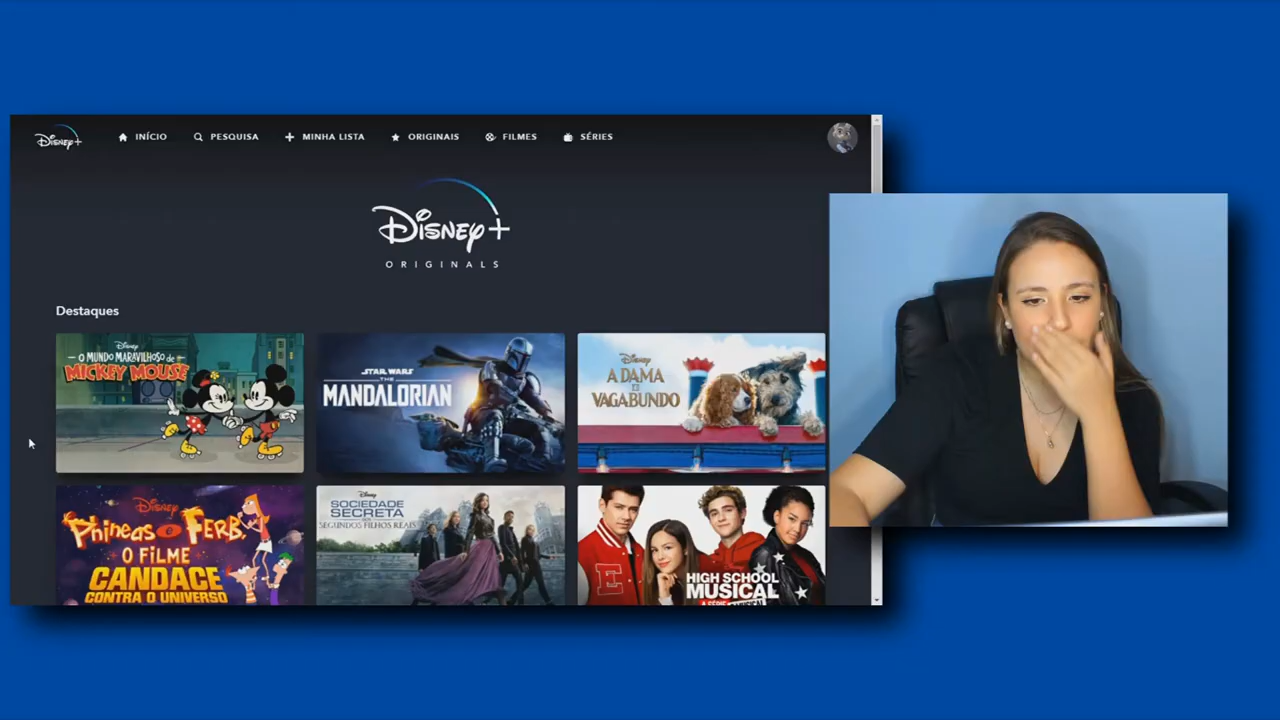 Disney+
INÍCIO
PESQUISA
MINHA LISTA
ORIGINAIS
FILMES
SÉRIES
Disney+
ORIGINALS
Destaques
Disney
O MUNDO MARAVILHOSO de
MICKEY MOUSE
STAR WARS
THE
MANDALORIAN
Disney
A DAMA
E O
VAGABUNDO
Disney
Phineas e Ferb,
O FILME
CANDACE
CONTRA O UNIVERSO
Disney
SOCIEDADE
SECRETA
DOS
SEGUNDOS FILHOS REAIS
E
HIGH SCHOOL
MUSICAL
A SÉRIE